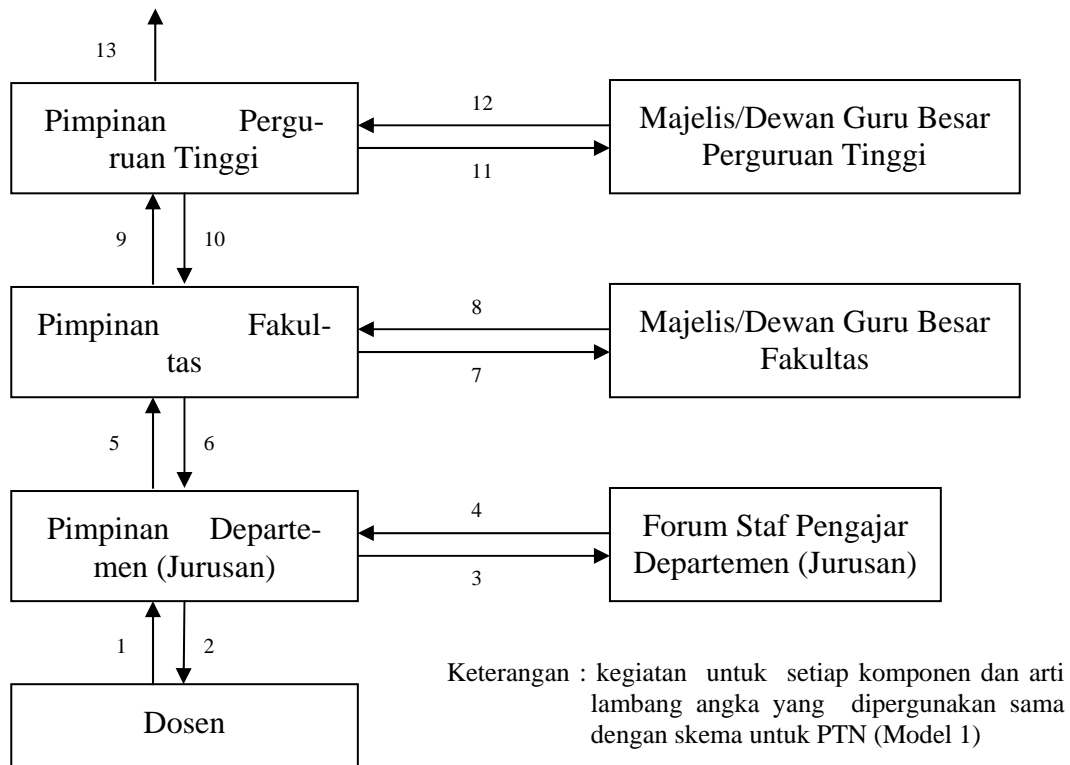 13
Pimpinan Pergu-
ruan Tinggi
12
11
Majelis/Dewan Guru Besar
Perguruan Tinggi
9
10
Pimpinan Fakul-
tas
8
7
Majelis/Dewan Guru Besar
Fakultas
5
6
Pimpinan Departe-
men (Jurusan)
4
3
Forum Staf Pengajar
Departemen (Jurusan)
1
2
Dosen
Keterangan : kegiatan untuk setiap komponen dan arti
lambang angka yang dipergunakan sama
dengan skema untuk PTN (Model 1)